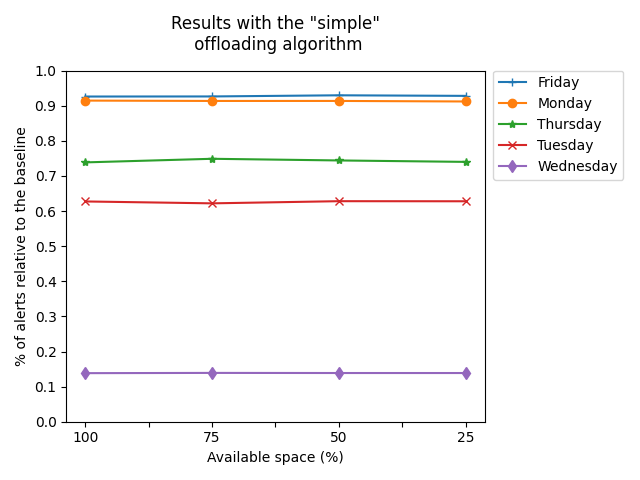 Results with the "simple"
offloading algorithm
1.0
0.9
0.8
0.7
0.6
0.5
0.4
0.3
0.2
0.1
0.0
% of alerts relative to the baseline
100
75
50
25
Available space (%)
Friday
Monday
Thursday
Tuesday
Wednesday